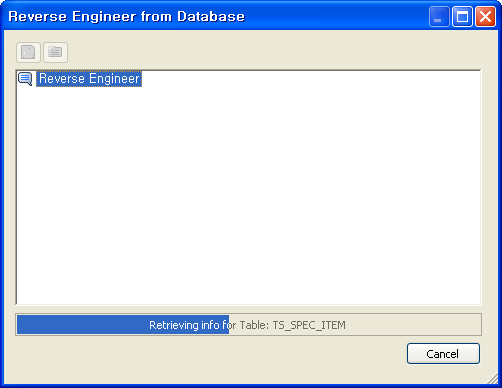 Reverse Engineer from Database
Reverse Engineer
Retrieving info for Table: TS_SPEC_ITEM
Cancel